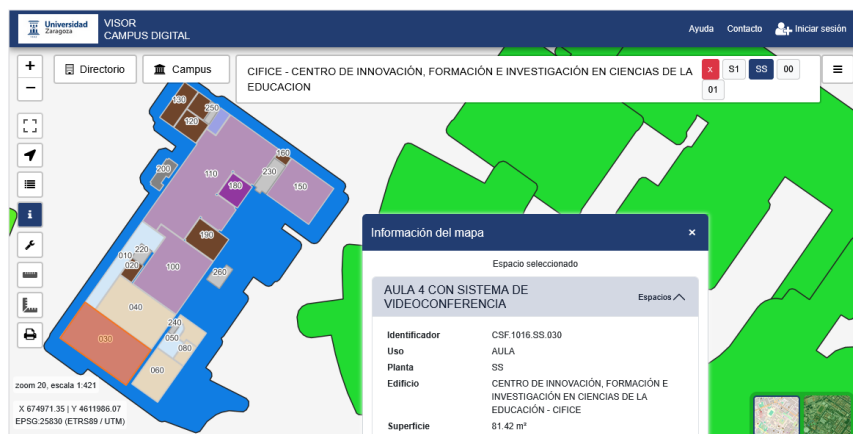 Universidad
Zaragoza
VISOR
CAMPUS DIGITAL
Ayuda Contacto Iniciar sesión
+
−
Directorio
Campus
CIFICE - CENTRO DE INNOVACIÓN, FORMACIÓN E INVESTIGACIÓN EN CIENCIAS DE LA
EDUCACION
x S1 SS 00
01
130
250
120
160
200
110
230
180
150
190
220
010
020
100
260
040
240
030
050
080
060
i
Información del mapa ×
Espacio seleccionado
AULA 4 CON SISTEMA DE
VIDEOCONFERENCIA
Espacios
Identificador CSF.1016.SS.030
Uso AULA
Planta SS
Edificio CENTRO DE INNOVACIÓN, FORMACIÓN E
INVESTIGACIÓN EN CIENCIAS DE LA
EDUCACIÓN - CIFICE
Superficie 81.42 m²
zoom 20, escala 1:421
X 674971.35 | Y 4611986.07
EPSG:25830 (ETRS89 / UTM)